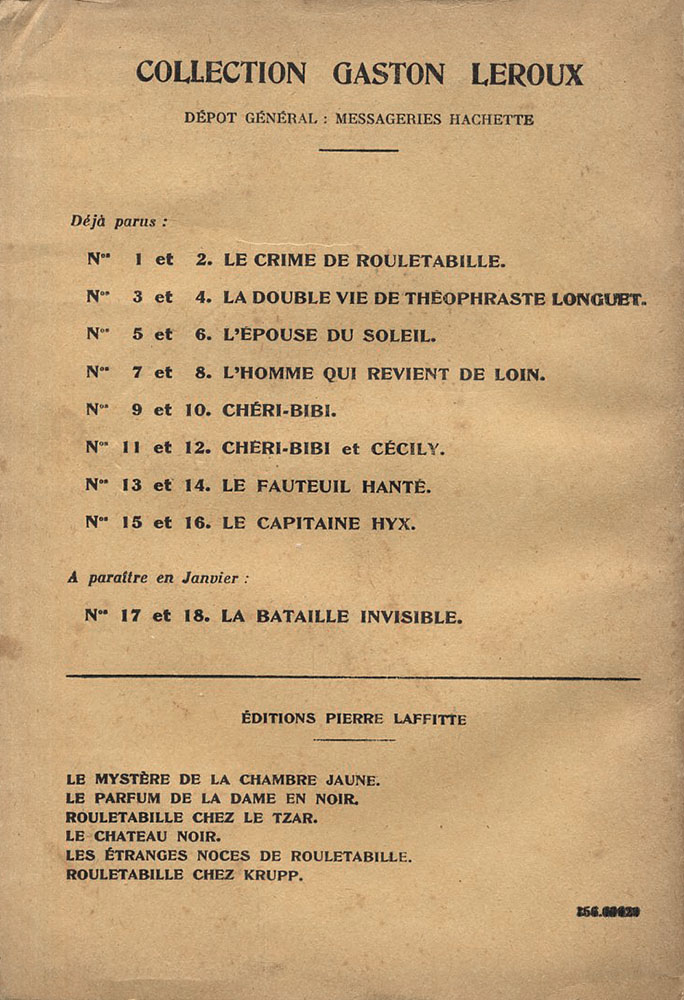 COLLECTION GASTON LEROUX
DÉPOT GÉNÉRAL : MESSAGERIES HACHETTE
Déjà parus :
Nos 1 et 2. LE CRIME DE ROULETABILLE.
Nos 3 et 4. LA DOUBLE VIE DE THÉOPHRASTE LONGUET.
Nos 5 et 6. L'ÉPOUSE DU SOLEIL.
Nos 7 et 8. L'HOMME QUI REVIENT DE LOIN.
Nos 9 et 10. CHÉRI-BIBI.
Nos 11 et 12. CHÉRI-BIBI et CÉCILY.
Nos 13 et 14. LE FAUTEUIL HANTÉ.
Nos 15 et 16. LE CAPITAINE HYX.
A paraître en Janvier :
Nos 17 et 18. LA BATAILLE INVISIBLE.
ÉDITIONS PIERRE LAFFITTE
LE MYSTÈRE DE LA CHAMBRE JAUNE.
LE PARFUM DE LA DAME EN NOIR.
ROULETABILLE CHEZ LE TZAR.
LE CHATEAU NOIR.
LES ÉTRANGES NOCES DE ROULETABILLE.
ROULETABILLE CHEZ KRUPP.